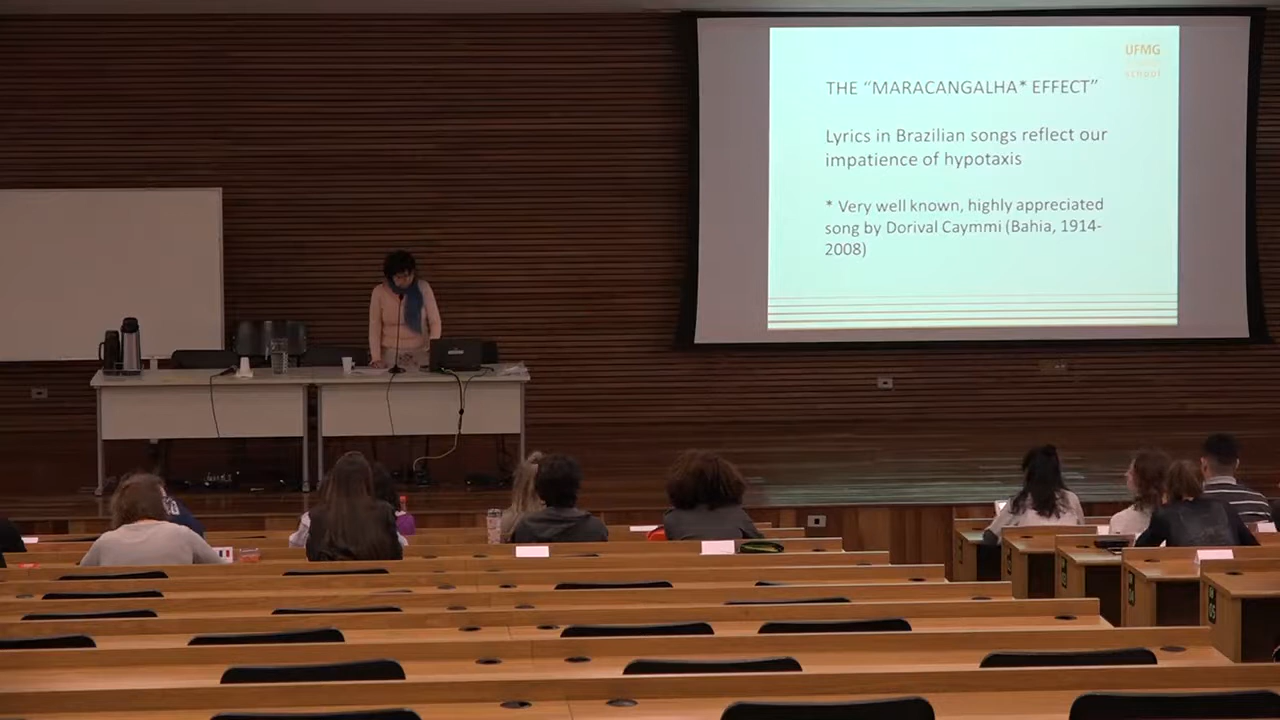 UFMG
school
THE “MARACANGALHA* EFFECT”
Lyrics in Brazilian songs reflect our
impatience of hypotaxis
* Very well known, highly appreciated
song by Dorival Caymmi (Bahia, 1914-
2008)